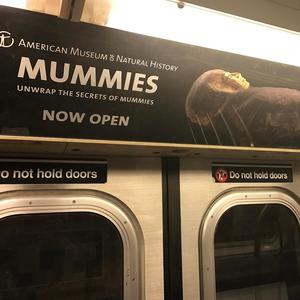 AMERICAN MUSEUM & NATURAL HISTORY
MUMMIES
UNWRAP THE SECRETS OF MUMMIES
NOW OPEN
Do not hold doors
Do not hold doors